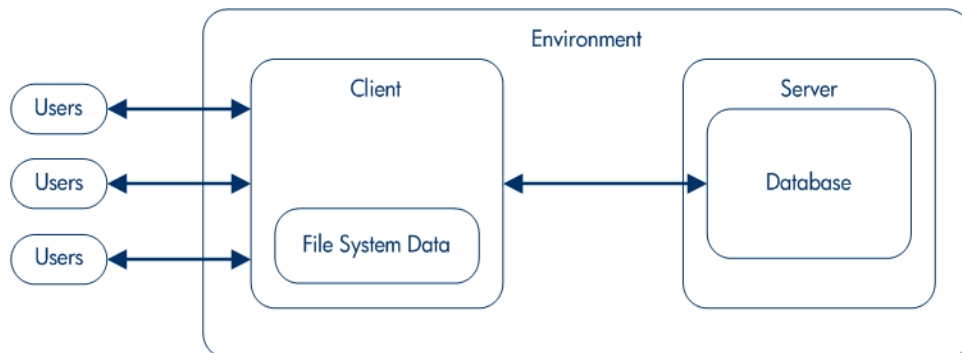 Environment
Client
Server
Users
Users
Users
Database
File System Data